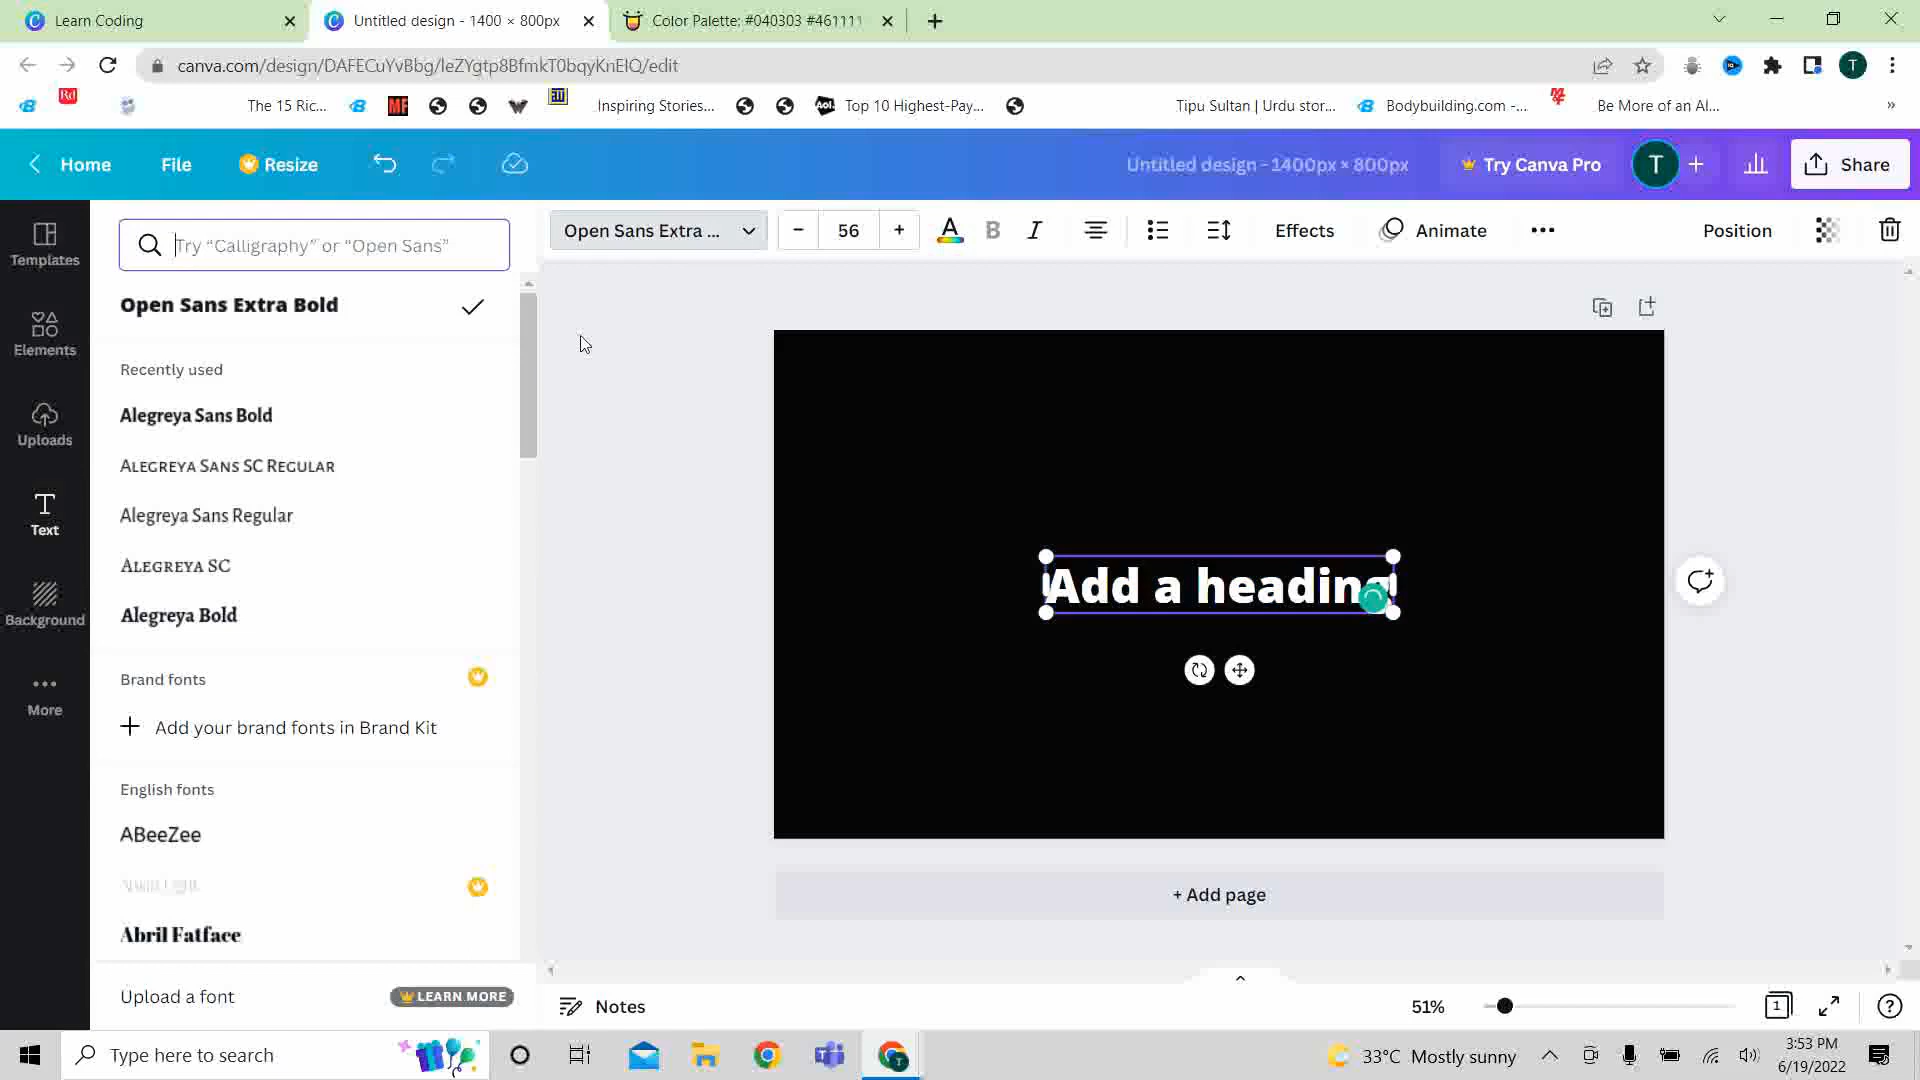 Learn Coding
Untitled design - 1400 × 800px
Color Palette: #040303 #461111
canva.com/design/DAFECuYvBbg/leZYgtp8BfmkT0bqyKnEIQ/edit
T
Rd
The 15 Ric...
MF
Inspiring Stories...
Aol.
Top 10 Highest-Pay...
Tipu Sultan | Urdu stor...
Bodybuilding.com -...
Be More of an Al...
Home
File
Resize
Untitled design - 1400px × 800px
Try Canva Pro
T
Share
Templates
Elements
Uploads
Text
Background
More
Try “Calligraphy” or “Open Sans”
Open Sans Extra Bold
Recently used
Alegreya Sans Bold
Alegreya Sans SC Regular
Alegreya Sans Regular
Alegreya SC
Alegreya Bold
Brand fonts
Add your brand fonts in Brand Kit
English fonts
ABeeZee
Abril Fatface
Upload a font
LEARN MORE
Open Sans Extra ...
56
A
B
I
Effects
Animate
Position
Add a heading
+ Add page
Notes
51%
1
Type here to search
33°C Mostly sunny
3:53 PM
6/19/2022